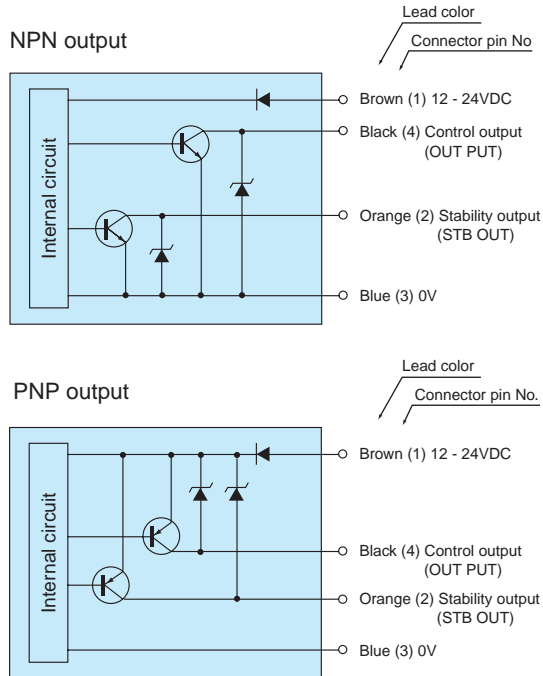 Lead color
NPN output
Connector pin No
Internal circuit
Brown (1) 12 - 24VDC
Black (4) Control output
(OUT PUT)
Orange (2) Stability output
(STB OUT)
Blue (3) 0V
Lead color
PNP output
Connector pin No.
Internal circuit
Brown (1) 12 - 24VDC
Black (4) Control output
(OUT PUT)
Orange (2) Stability output
(STB OUT)
Blue (3) 0V